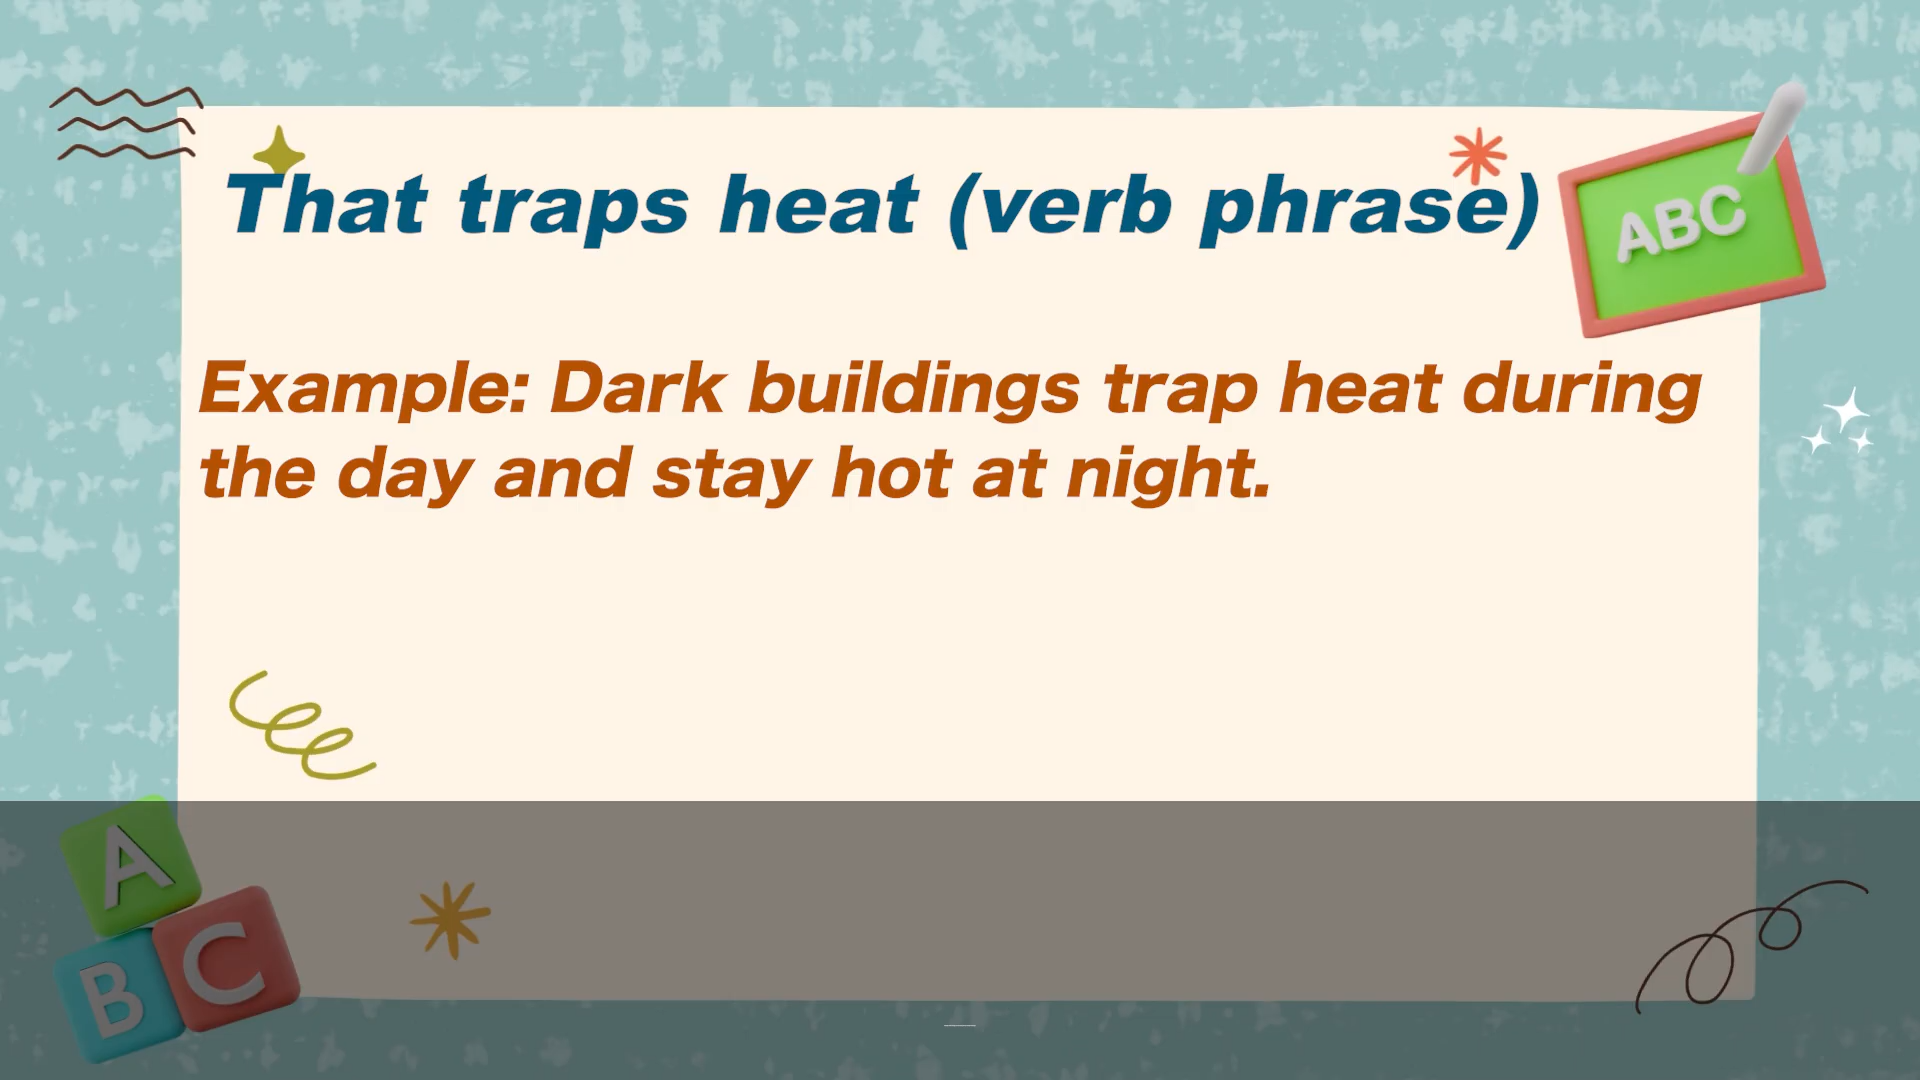 That traps heat (verb phrase)
ABC
Example: Dark buildings trap heat during
the day and stay hot at night.
A
B C